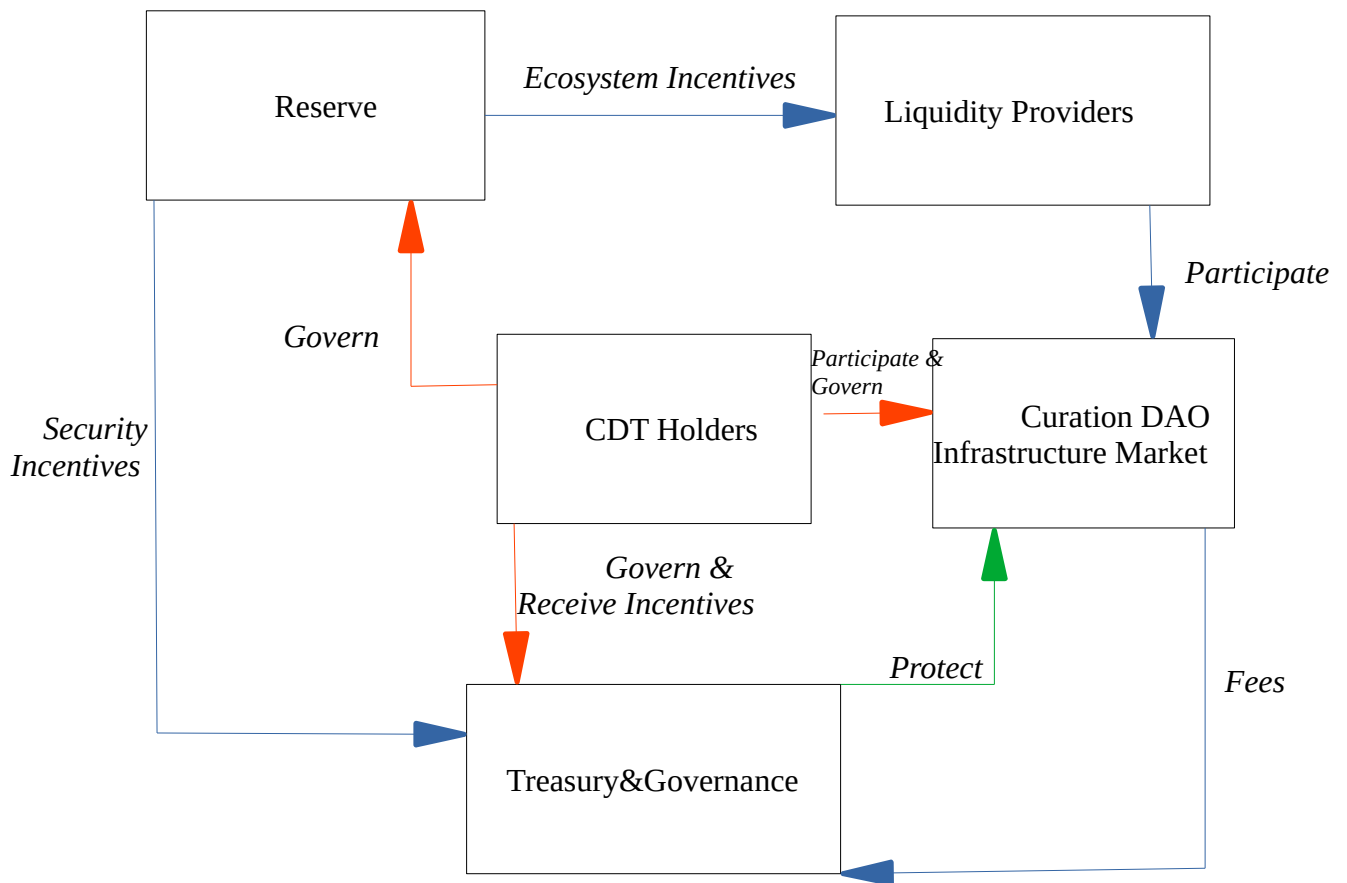 Ecosystem Incentives
Reserve
Liquidity Providers
Participate
Govern
Participate &
Govern
CDT Holders
Curation DAO
Infrastructure Market
Security
Incentives
Govern &
Receive Incentives
Protect
Fees
Treasury&Governance